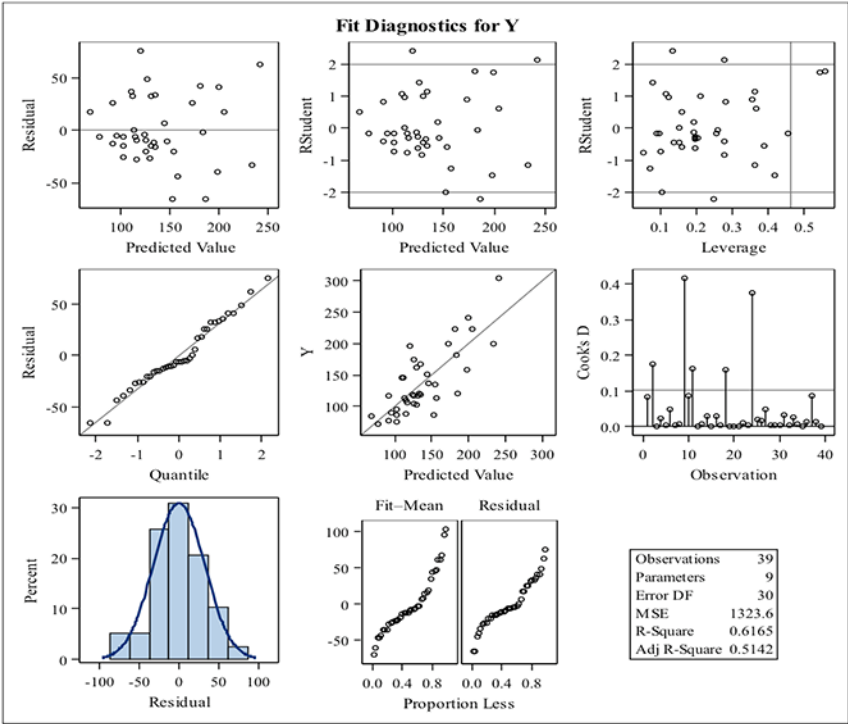 Fit Diagnostics for Y
Residual
50
0
-50
100 150 200 250
Predicted Value
RStudent
2
1
0
-1
-2
100 150 200 250
Predicted Value
RStudent
2
1
0
-1
-2
0.1 0.2 0.3 0.4 0.5
Leverage
Residual
50
0
-50
-2 -1 0 1 2
Quantile
Y
300
250
200
150
100
100 150 200 250 300
Predicted Value
Cook's D
0.4
0.3
0.2
0.1
0.0
0 10 20 30 40
Observation
Percent
30
20
10
0
-100 -50 0 50 100
Residual
Fit–Mean Residual
100
50
0
-50
0.0 0.4 0.8 0.0 0.4 0.8
Proportion Less
Observations 39
Parameters 9
Error DF 30
MSE 1323.6
R-Square 0.6165
Adj R-Square 0.5142